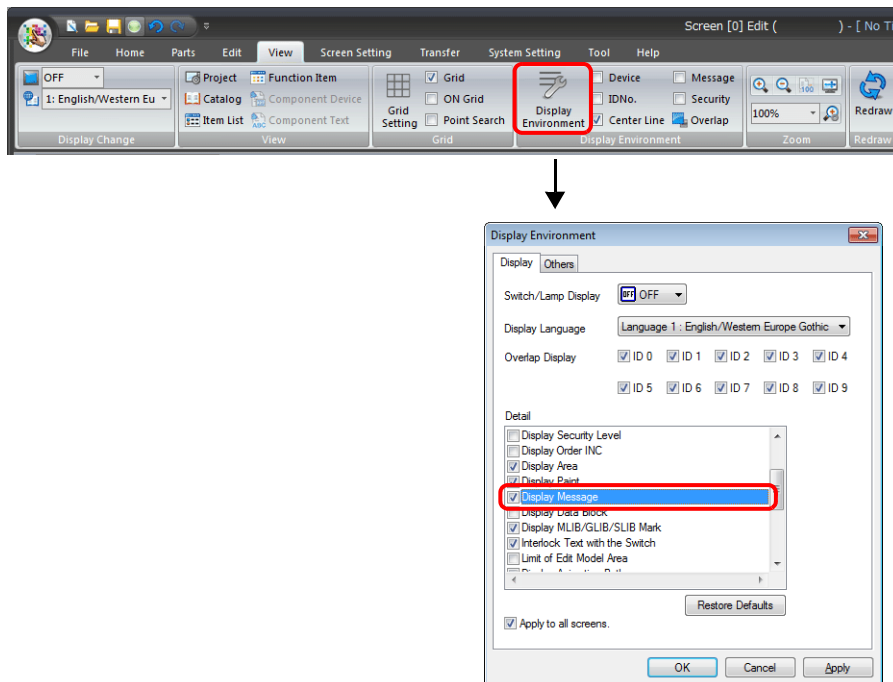 Screen [0] Edit ( ) - [ No Ti
File Home Parts Edit View Screen Setting Transfer System Setting Tool Help
OFF
1: English/Western Eu
Display Change
Project Function Item
Catalog Component Device
Item List Component Text
View
Grid Setting
Grid
ON Grid
Point Search
Grid
Display Environment
Device Message
IDNo. Security
Center Line Overlap
Display Environment
100
100%
Zoom
Redraw
Redraw
Display Environment
Display Others
Switch/Lamp Display OFF OFF
Display Language Language 1 : English/Western Europe Gothic
Overlap Display ID 0 ID 1 ID 2 ID 3 ID 4
ID 5 ID 6 ID 7 ID 8 ID 9
Detail
Display Security Level
Display Order INC
Display Area
Display Paint
Display Message
Display Data Block
Display MLIB/GLIB/SLIB Mark
Interlock Text with the Switch
Limit of Edit Model Area
Restore Defaults
Apply to all screens.
OK Cancel Apply